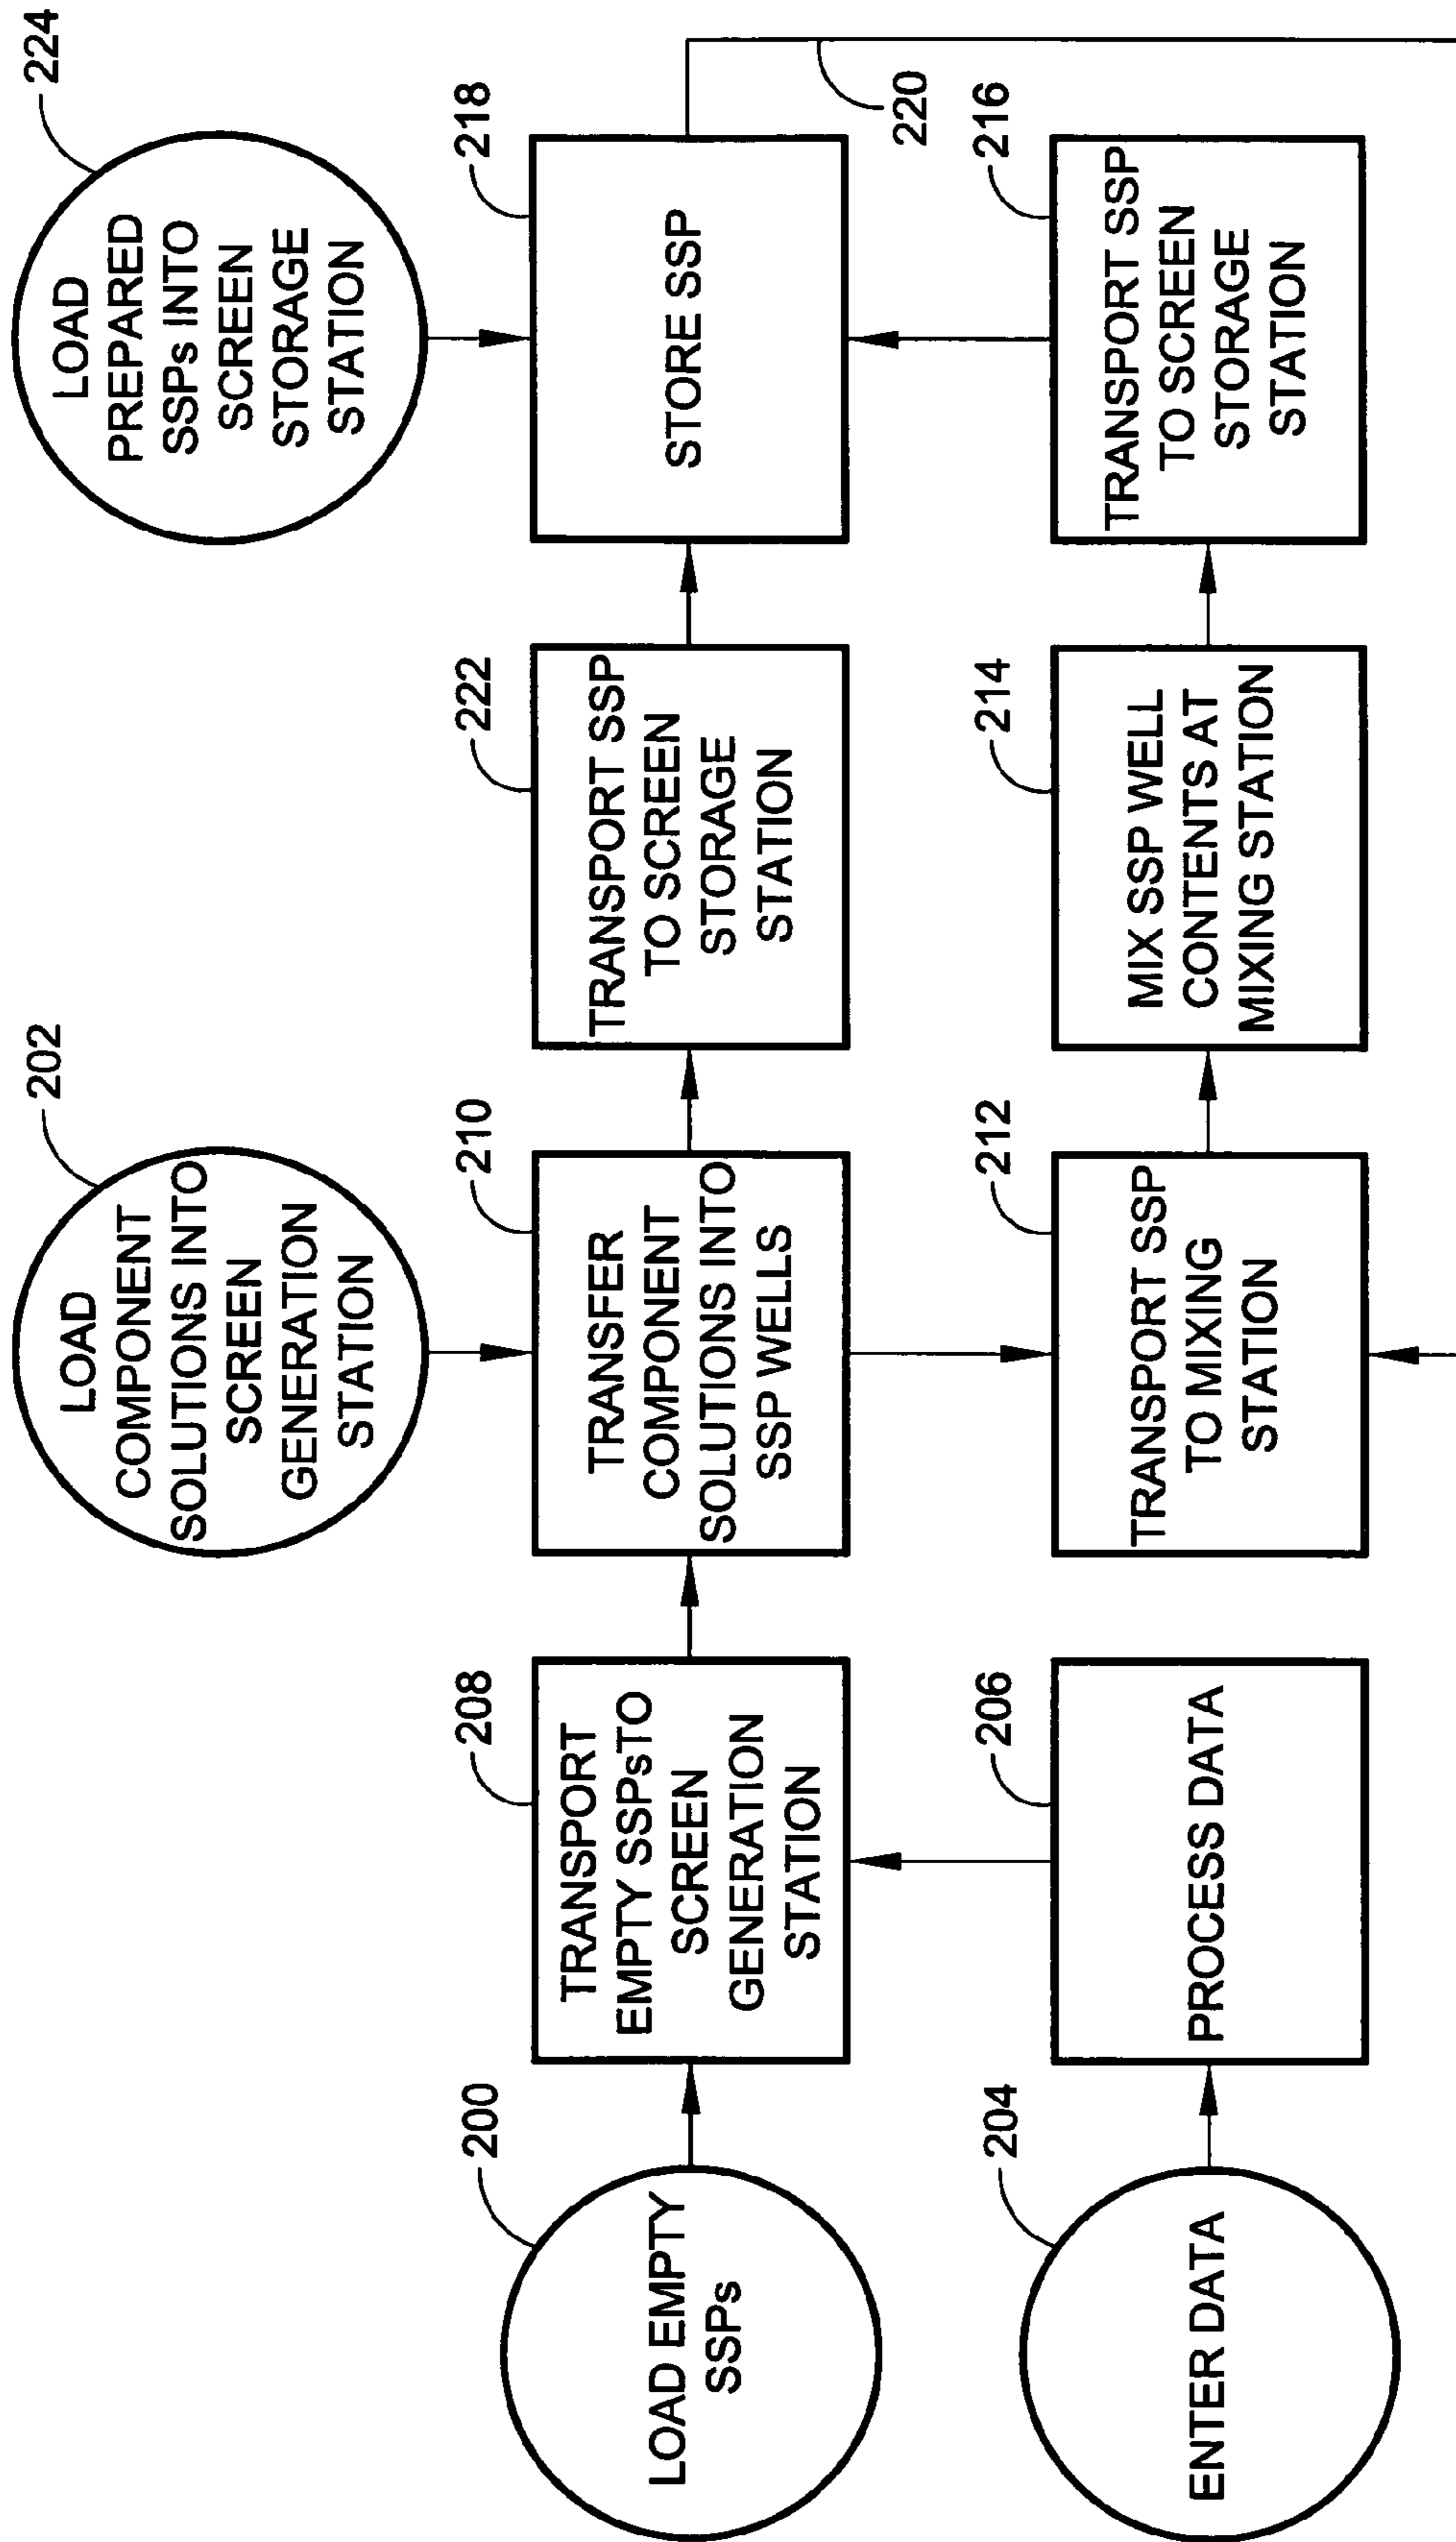 202
LOAD
COMPONENT
SOLUTIONS INTO
SCREEN
GENERATION
STATION
224
LOAD
PREPARED
SSPs INTO
SCREEN
STORAGE
STATION
200
LOAD EMPTY
SSPs
208
TRANSPORT
EMPTY SSPsTO
SCREEN
GENERATION
STATION
210
TRANSFER
COMPONENT
SOLUTIONS INTO
SSP WELLS
222
TRANSPORT SSP
TO SCREEN
STORAGE
STATION
218
STORE SSP
220
204
ENTER DATA
206
PROCESS DATA
212
TRANSPORT SSP
TO MIXING
STATION
214
MIX SSP WELL
CONTENTS AT
MIXING STATION
216
TRANSPORT SSP
TO SCREEN
STORAGE
STATION